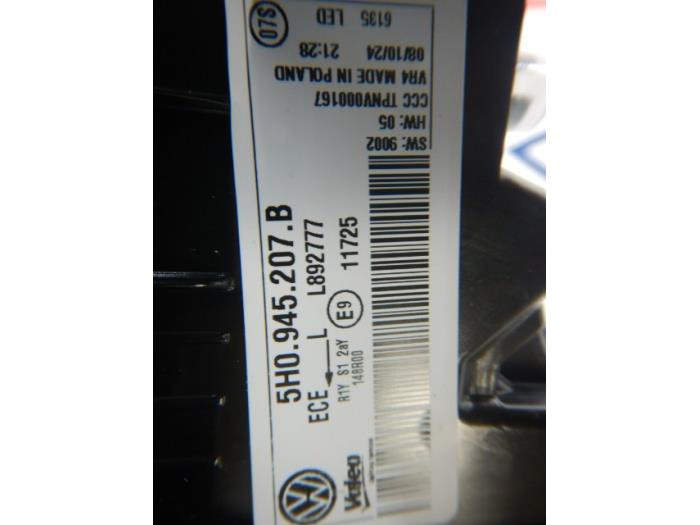 5H0.945.207.B
ECE L L892777
R1Y S1 2aY E9 11725
148R00
Valeo
SW: 9002
HW: 05
CCC TPNV000167
VR4 MADE IN POLAND
08/10/24 21:28
6135 LED
07S